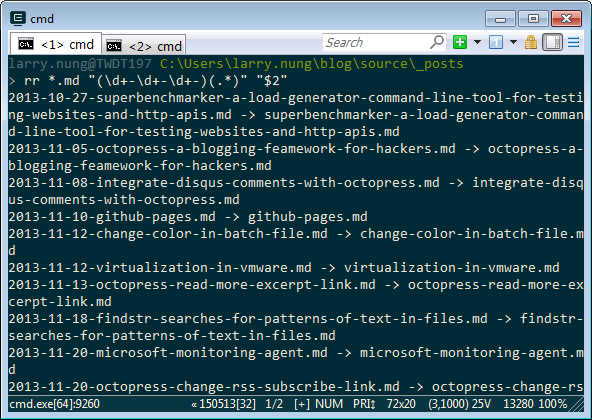 cmd
<1> cmd
<2> cmd
Search
larry.nung@TWDT197 C:\Users\larry.nung\blog\source\_posts
> rr *.md "(\d+-\d+-\d+-)(.*)" "$2"
2013-10-27-superbenchmarker-a-load-generator-command-line-tool-for-testi
ng-websites-and-http-apis.md -> superbenchmarker-a-load-generator-comman
d-line-tool-for-testing-websites-and-http-apis.md
2013-11-05-octopress-a-blogging-feamework-for-hackers.md -> octopress-a-
blogging-feamework-for-hackers.md
2013-11-08-integrate-disqus-comments-with-octopress.md -> integrate-disq
us-comments-with-octopress.md
2013-11-10-github-pages.md -> github-pages.md
2013-11-12-change-color-in-batch-file.md -> change-color-in-batch-file.m
d
2013-11-12-virtualization-in-vmware.md -> virtualization-in-vmware.md
2013-11-13-octopress-read-more-excerpt-link.md -> octopress-read-more-ex
cerpt-link.md
2013-11-18-findstr-searches-for-patterns-of-text-in-files.md -> findstr-
searches-for-patterns-of-text-in-files.md
2013-11-20-microsoft-monitoring-agent.md -> microsoft-monitoring-agent.m
d
2013-11-20-octopress-change-rss-subscribe-link.md -> octopress-change-rs
cmd.exe[64]:9260 «150513[32] 1/2 [+] NUM PRI↕ 72x20 (3,1000) 25V 13280 100%